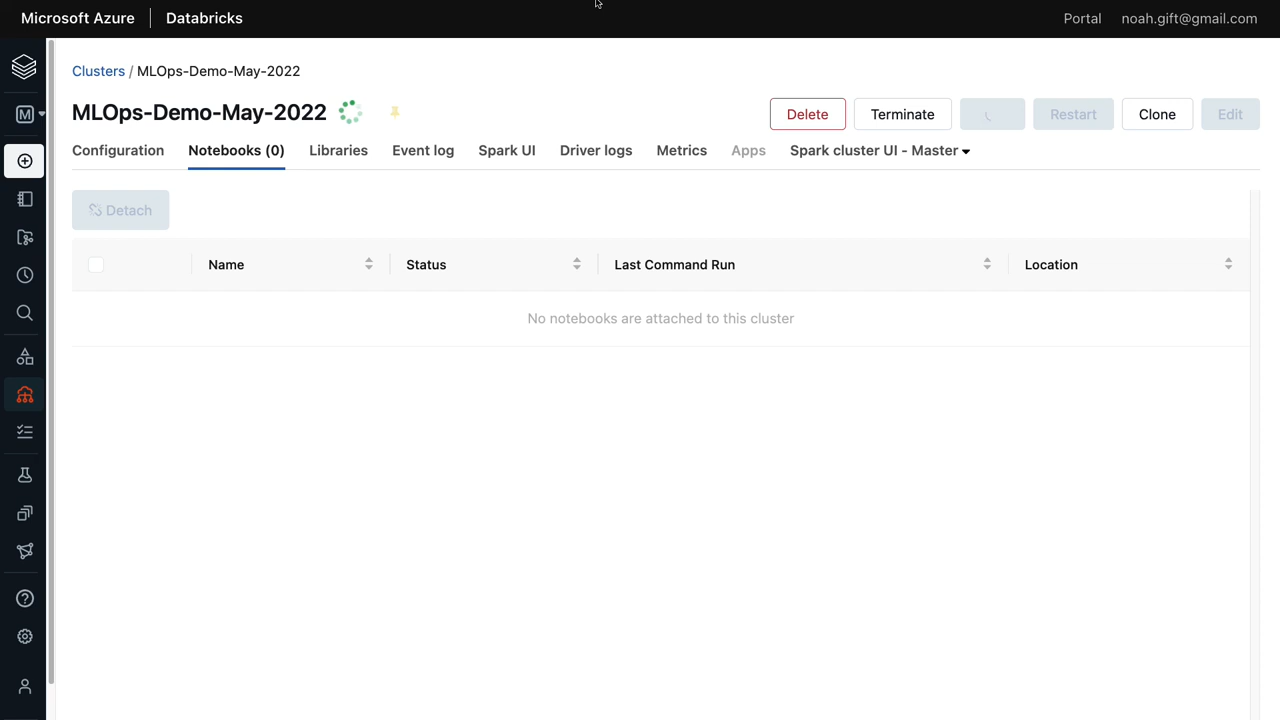 Microsoft Azure Databricks Portal noah.gift@gmail.com
Clusters / MLOps-Demo-May-2022
M
MLOps-Demo-May-2022 Delete Terminate Restart Clone Edit
Configuration Notebooks (0) Libraries Event log Spark UI Driver logs Metrics Apps Spark cluster UI - Master
Detach
Name Status Last Command Run Location
No notebooks are attached to this cluster